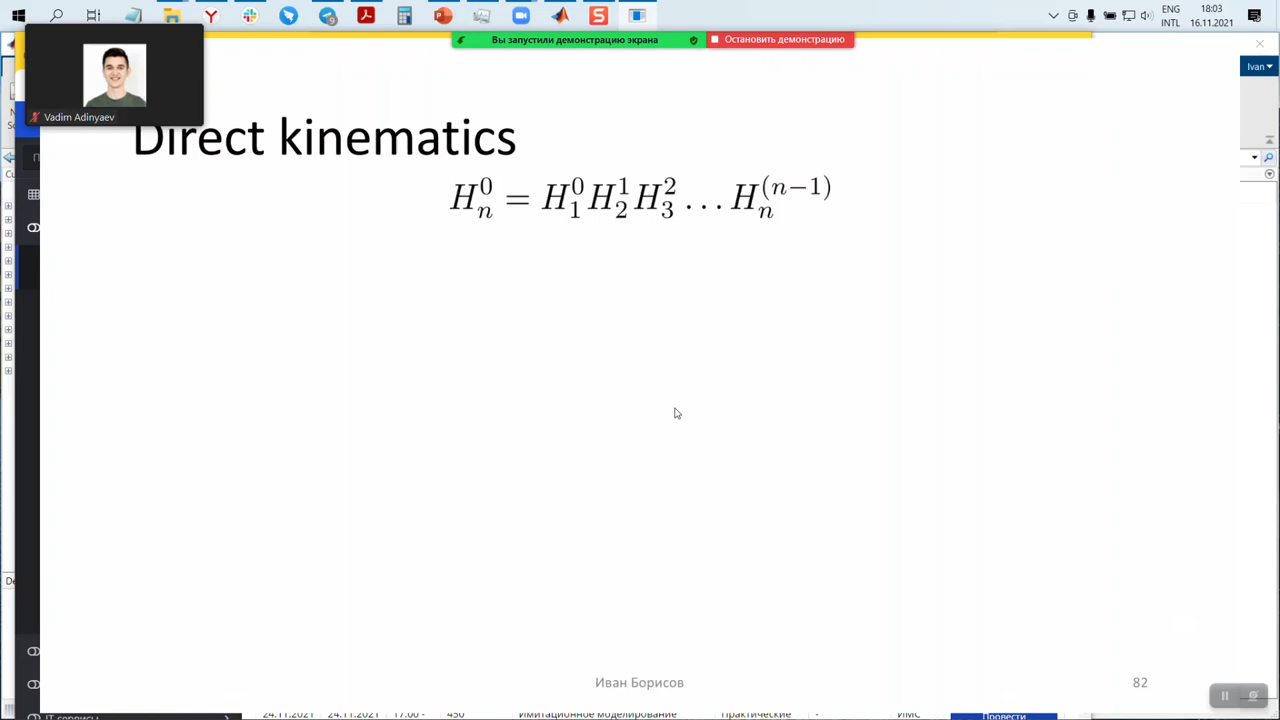 18:03
ENG
INTL
16.11.2021
Вы запустили демонстрацию экрана
Остановить демонстрацию
Ivan
Vadim Adinyaev
Direct kinematics
H_n^0 = H_1^0 H_2^1 H_3^2 … H_n^{(n−1)}
Иван Борисов
82
24.11.2021 24.11.2021 17:00 - 450 Имитационное моделирование Практические - ИМС Провести
IT сервисы